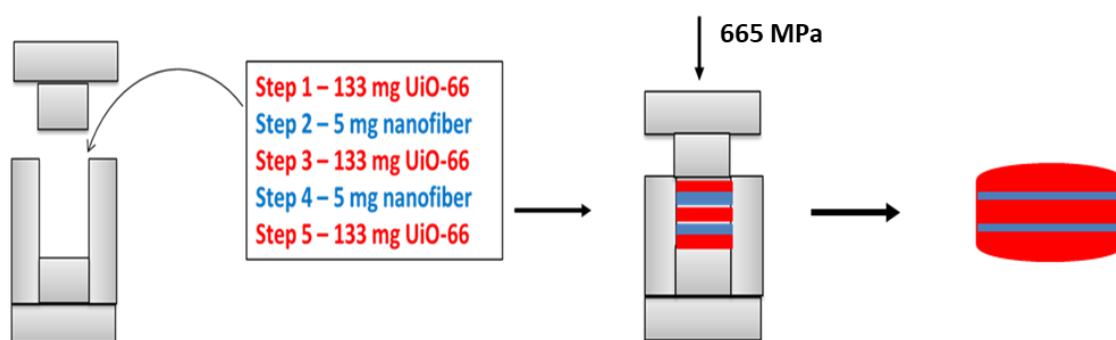 665 MPa
Step 1 – 133 mg UiO-66
Step 2 – 5 mg nanofiber
Step 3 – 133 mg UiO-66
Step 4 – 5 mg nanofiber
Step 5 – 133 mg UiO-66